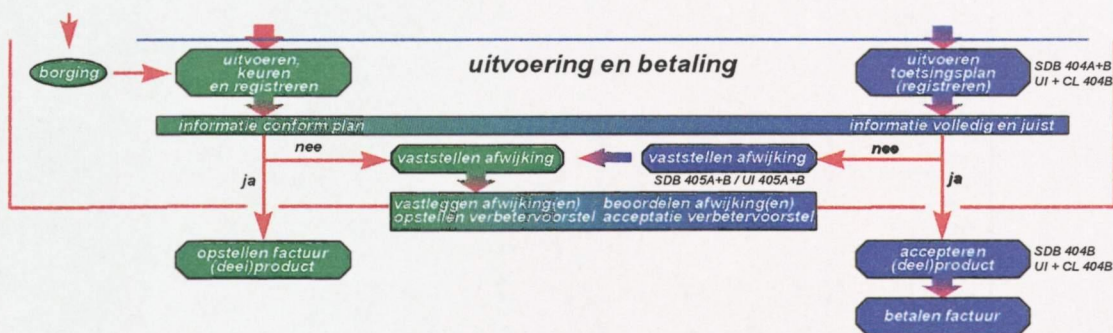 borging
uitvoeren,
keuren
en registreren
uitvoering en betaling
uitvoeren
toetsingsplan
(registreren)
SDB 404A+B
UI + CL 404B
informatie conform plan
informatie volledig en juist
nee
vaststellen afwijking
vaststellen afwijking
nee
SDB 405A+B / UI 405A+B
ja
ja
vastleggen afwijking(en)
opstellen verbetervoorstel
beoordelen afwijking(en)
acceptatie verbetervoorstel
opstellen factuur
(deel)product
accepteren
(deel)product
SDB 404B
UI + CL 404B
betalen factuur